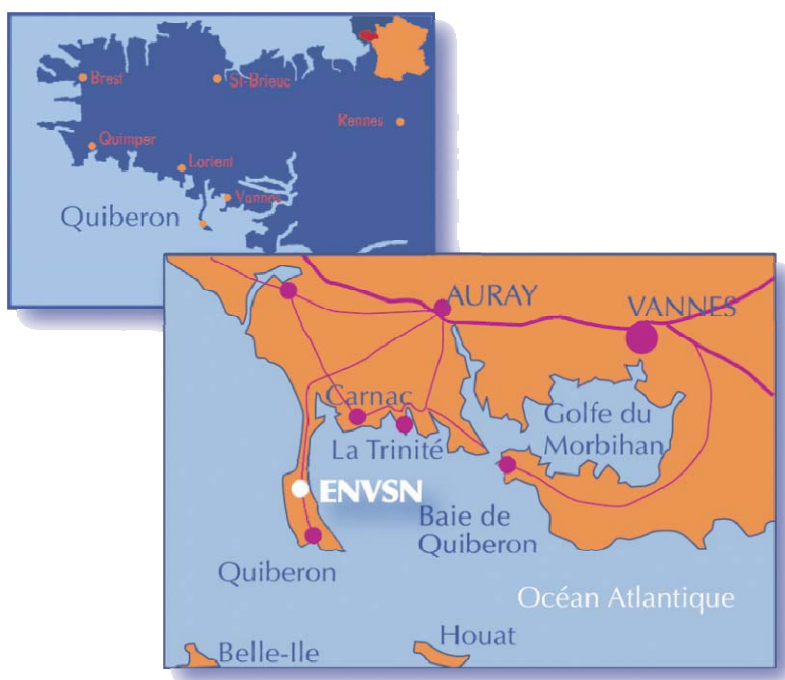 Brest
St-Brieuc
Rennes
Quimper
Lorient
Vannes
Quiberon
AURAY
VANNES
Carnac
Golfe du
Morbihan
La Trinité
ENVSN
Baie de
Quiberon
Quiberon
Océan Atlantique
Houat
Belle-Ile